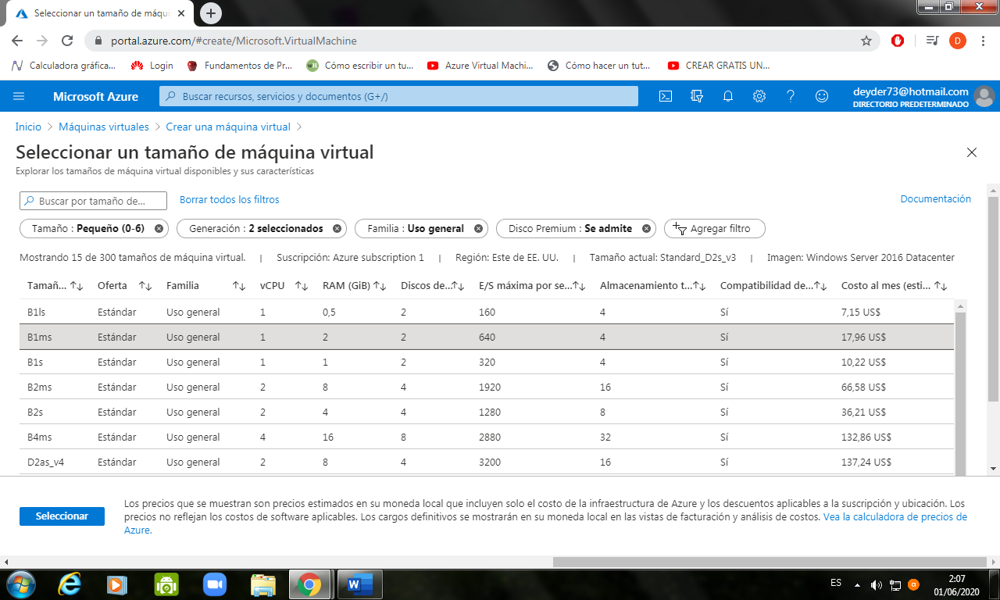 Seleccionar un tamaño de máqui
portal.azure.com/#create/Microsoft.VirtualMachine
D
Calculadora gráfica... Login Fundamentos de Pr... Cómo escribir un tu... Azure Virtual Machi... Cómo hacer un tut... CREAR GRATIS UN...
Microsoft Azure
Buscar recursos, servicios y documentos (G+/)
deyder73@hotmail.com
DIRECTORIO PREDETERMINADO
Inicio > Máquinas virtuales > Crear una máquina virtual >
Seleccionar un tamaño de máquina virtual
Explorar los tamaños de máquina virtual disponibles y sus características
Buscar por tamaño de... Borrar todos los filtros Documentación
Tamaño : Pequeño (0-6) Generación : 2 seleccionados Familia : Uso general Disco Premium : Se admite Agregar filtro
Mostrando 15 de 300 tamaños de máquina virtual. | Suscripción: Azure subscription 1 | Región: Este de EE. UU. | Tamaño actual: Standard_D2s_v3 | Imagen: Windows Server 2016 Datacenter
Tamañ... Oferta Familia vCPU RAM (GiB) Discos de... E/S máxima por se... Almacenamiento t... Compatibilidad de... Costo al mes (esti...
B1ls Estándar Uso general 1 0,5 2 160 4 Sí 7,15 US$
B1ms Estándar Uso general 1 2 2 640 4 Sí 17,96 US$
B1s Estándar Uso general 1 1 2 320 4 Sí 10,22 US$
B2ms Estándar Uso general 2 8 4 1920 16 Sí 66,58 US$
B2s Estándar Uso general 2 4 4 1280 8 Sí 36,21 US$
B4ms Estándar Uso general 4 16 8 2880 32 Sí 132,86 US$
D2as_v4 Estándar Uso general 2 8 4 3200 16 Sí 137,24 US$
Seleccionar
Los precios que se muestran son precios estimados en su moneda local que incluyen solo el costo de la infraestructura de Azure y los descuentos aplicables a la suscripción y ubicación. Los
precios no reflejan los costos de software aplicables. Los cargos definitivos se mostrarán en su moneda local en las vistas de facturación y análisis de costos. Vea la calculadora de precios de
Azure.
ES
2:07
01/06/2020